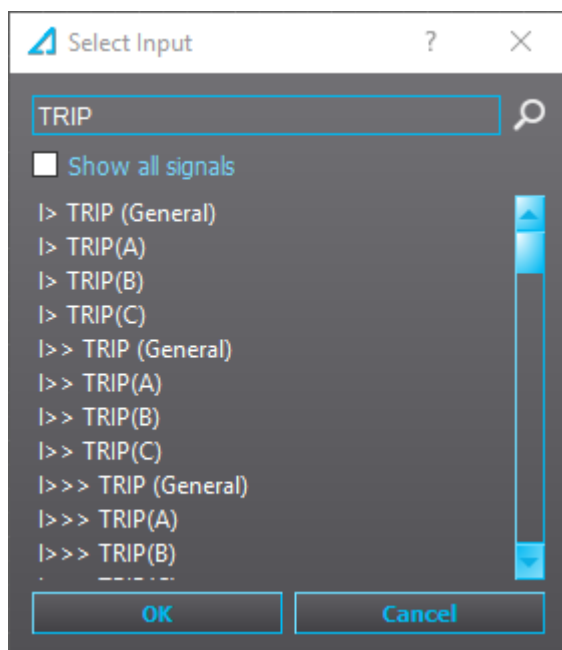 Select Input ?
TRIP
Show all signals
I> TRIP (General)
I> TRIP(A)
I> TRIP(B)
I> TRIP(C)
I>> TRIP (General)
I>> TRIP(A)
I>> TRIP(B)
I>> TRIP(C)
I>>> TRIP (General)
I>>> TRIP(A)
I>>> TRIP(B)
OK Cancel